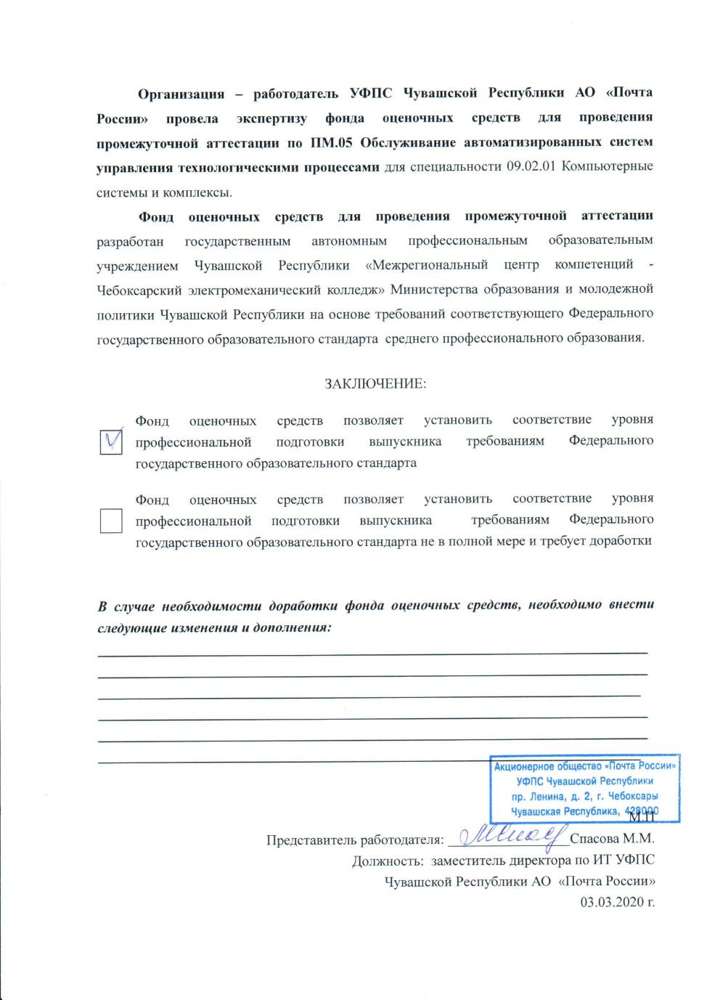 Организация – работодатель УФПС Чувашской Республики АО «Почта
России» провела экспертизу фонда оценочных средств для проведения
промежуточной аттестации по ПМ.05 Обслуживание автоматизированных систем
управления технологическими процессами для специальности 09.02.01 Компьютерные
системы и комплексы.
Фонд оценочных средств для проведения промежуточной аттестации
разработан государственным автономным профессиональным образовательным
учреждением Чувашской Республики «Межрегиональный центр компетенций -
Чебоксарский электромеханический колледж» Министерства образования и молодежной
политики Чувашской Республики на основе требований соответствующего Федерального
государственного образовательного стандарта среднего профессионального образования.
ЗАКЛЮЧЕНИЕ:
Фонд оценочных средств позволяет установить соответствие уровня
профессиональной подготовки выпускника требованиям Федерального
государственного образовательного стандарта
Фонд оценочных средств позволяет установить соответствие уровня
профессиональной подготовки выпускника требованиям Федерального
государственного образовательного стандарта не в полной мере и требует доработки
В случае необходимости доработки фонда оценочных средств, необходимо внести
следующие изменения и дополнения:
Акционерное общество «Почта России»
УФПС Чувашской Республики
пр. Ленина, д. 2, г. Чебоксары
Чувашская Республика, 428000
М.П
Представитель работодателя: Спасова М.М.
Должность: заместитель директора по ИТ УФПС
Чувашской Республики АО «Почта России»
03.03.2020 г.